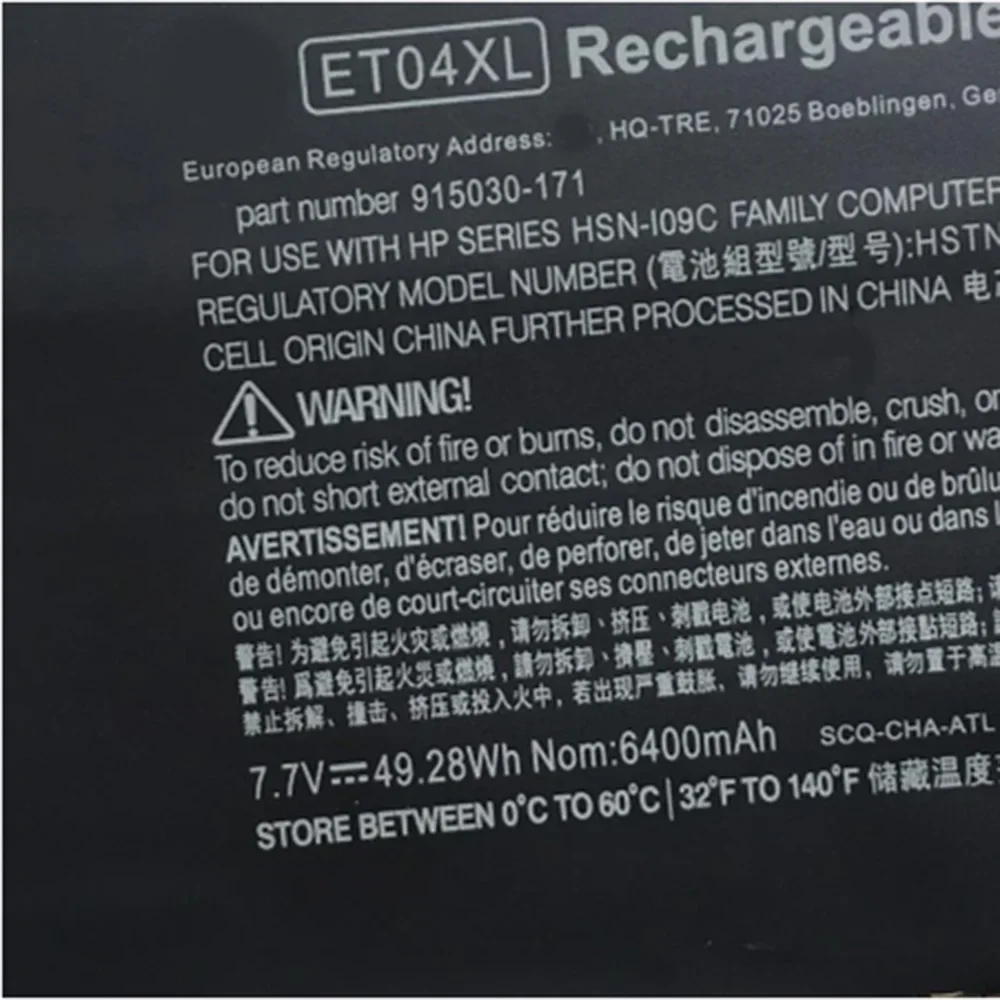 ET04XL Rechargeable
European Regulatory Address: , HQ-TRE, 71025 Boeblingen, Ge
part number 915030-171
FOR USE WITH HP SERIES HSN-I09C FAMILY COMPUTER
REGULATORY MODEL NUMBER (電池組型號/型号):HSTN
CELL ORIGIN CHINA FURTHER PROCESSED IN CHINA 电
WARNING!
To reduce risk of fire or burns, do not disassemble, crush, or
do not short external contact; do not dispose of in fire or wa
AVERTISSEMENT! Pour réduire le risque d'incendie ou de brûlu
de démonter, d'écraser, de perforer, de jeter dans l'eau ou dans l
ou encore de court-circuiter ses connecteurs externes.
警告! 为避免引起火灾或燃燒，请勿拆卸、挤压、刺戳电池，或使电池外部接点短路;
警告! 爲避免引起火災或燃燒，請勿拆卸、擠壓、刺戳電池，或使電池外部接點短路;
禁止拆解、撞击、挤压或投入火中，若出现严重鼓胀，请勿继续使用，请勿置于高温
7.7V⎓49.28Wh Nom:6400mAh SCQ-CHA-ATL
STORE BETWEEN 0°C TO 60°C | 32°F TO 140°F 储藏温度